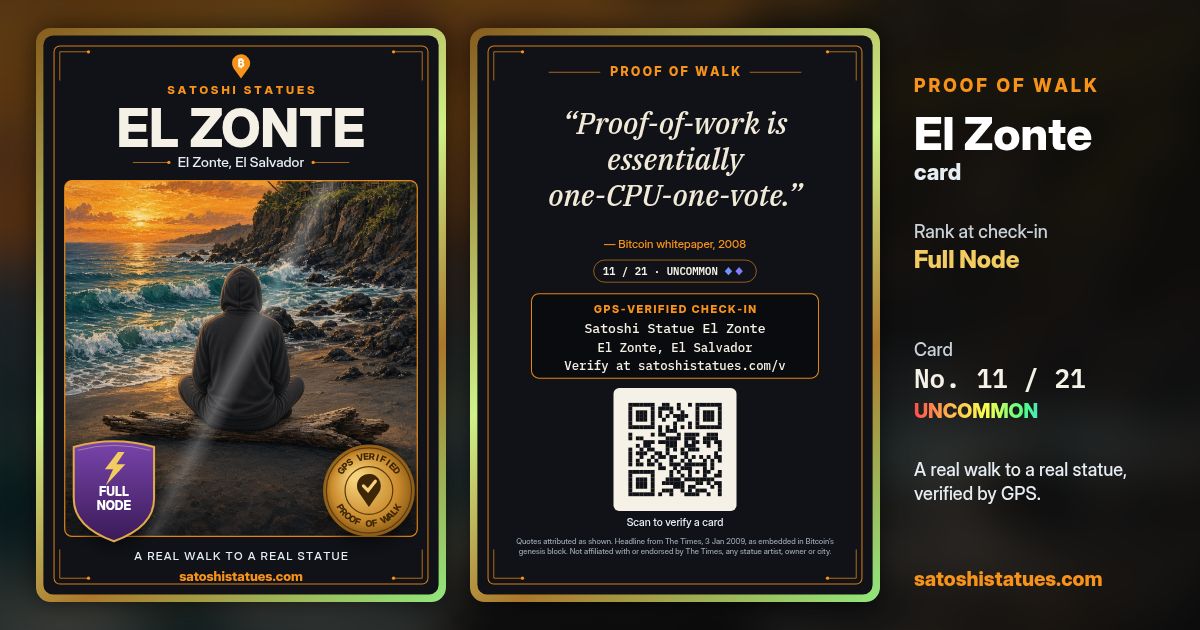 SATOSHI STATUES
EL ZONTE
El Zonte, El Salvador
FULL
NODE
GPS VERIFIED
PROOF OF WALK
A REAL WALK TO A REAL STATUE
satoshistatues.com
PROOF OF WALK
“Proof-of-work is
essentially
one-CPU-one-vote.”
— Bitcoin whitepaper, 2008
11 / 21 · UNCOMMON
GPS-VERIFIED CHECK-IN
Satoshi Statue El Zonte
El Zonte, El Salvador
Verify at satoshistatues.com/v
Scan to verify a card
Quotes attributed as shown. Headline from The Times, 3 Jan 2009, as embedded in Bitcoin's
genesis block. Not affiliated with or endorsed by The Times, any statue artist, owner or city.
PROOF OF WALK
El Zonte
card
Rank at check-in
Full Node
Card
No. 11 / 21
UNCOMMON
A real walk to a real statue,
verified by GPS.
satoshistatues.com